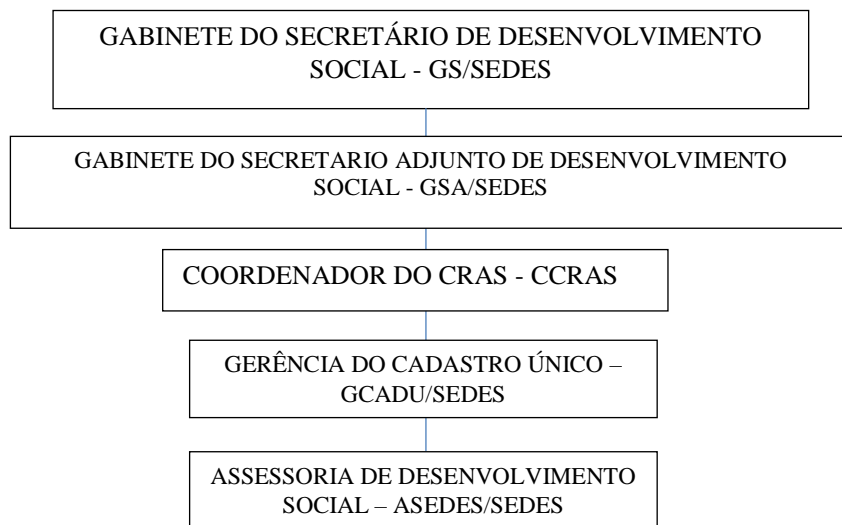 GABINETE DO SECRETÁRIO DE DESENVOLVIMENTO
SOCIAL - GS/SEDES
GABINETE DO SECRETARIO ADJUNTO DE DESENVOLVIMENTO
SOCIAL - GSA/SEDES
COORDENADOR DO CRAS - CCRAS
GERÊNCIA DO CADASTRO ÚNICO –
GCADU/SEDES
ASSESSORIA DE DESENVOLVIMENTO
SOCIAL – ASEDES/SEDES